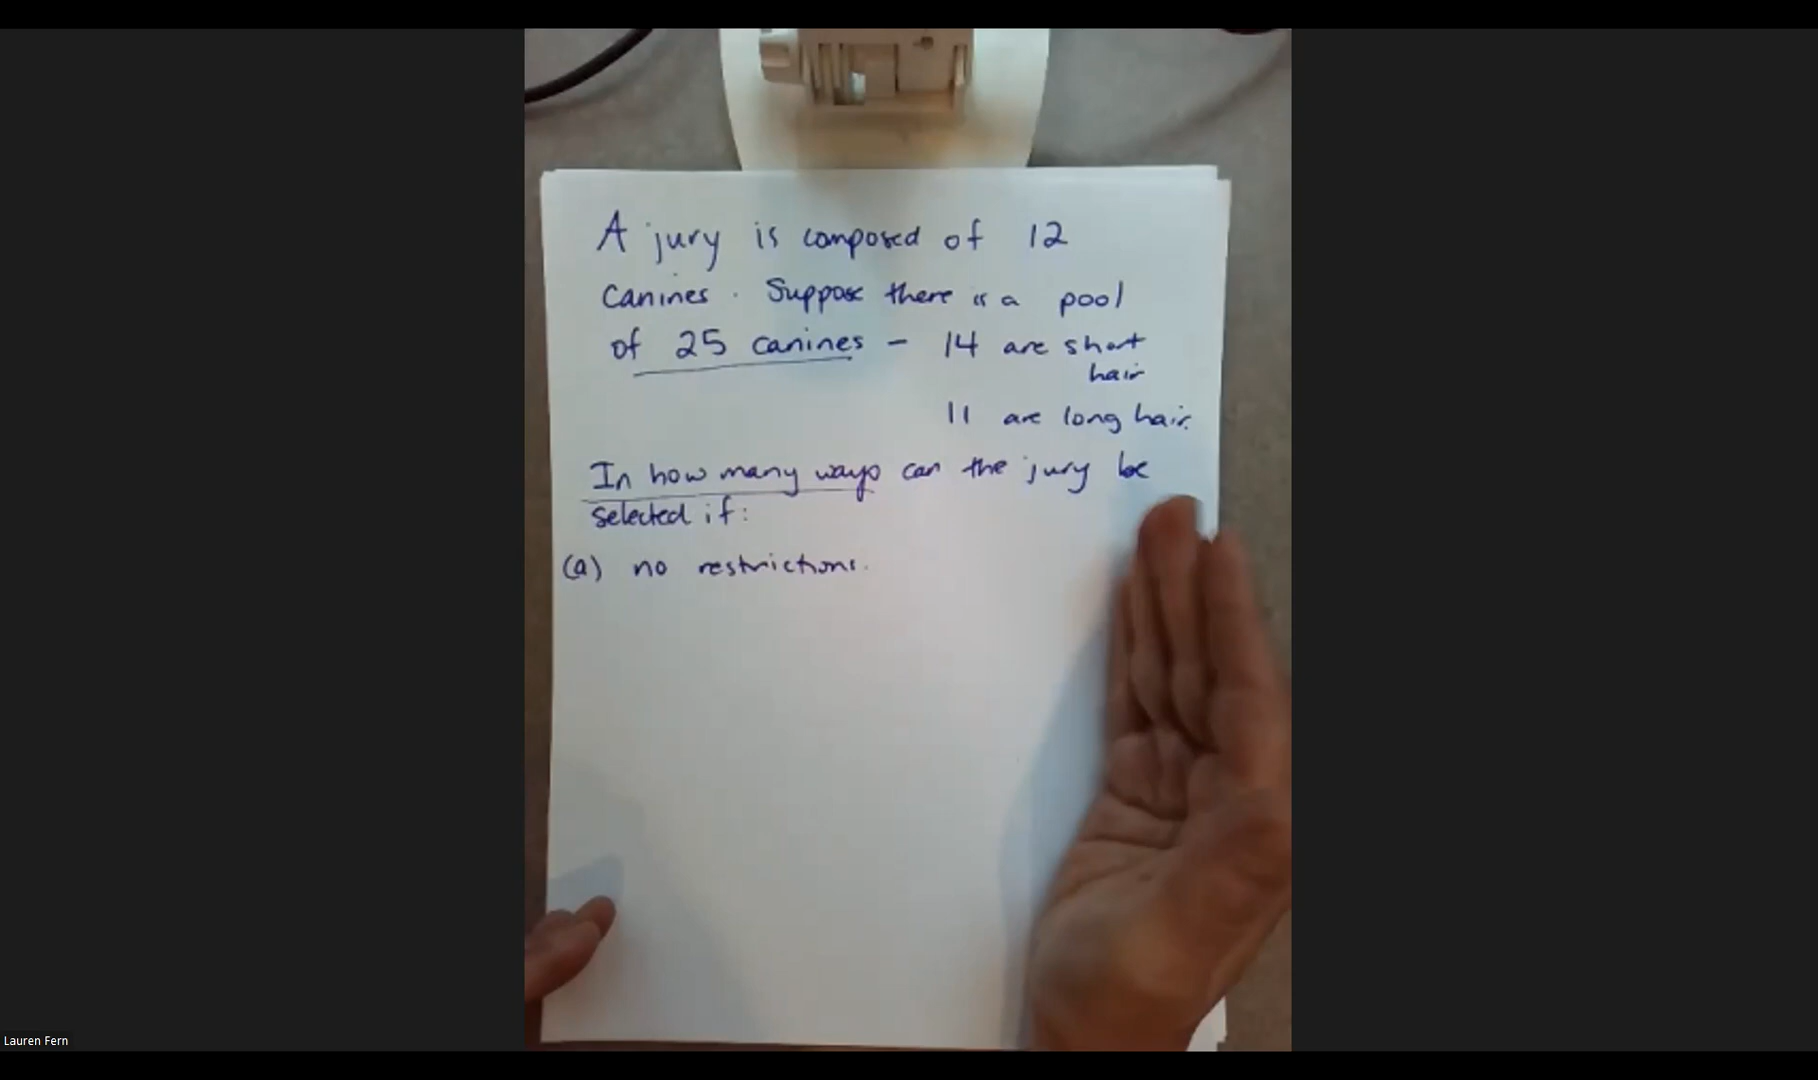 A jury is composed of 12
canines. Suppose there is a pool
of 25 canines - 14 are short
hair
11 are long hair.
In how many ways can the jury be
selected if:
(a) no restrictions.
Lauren Fern